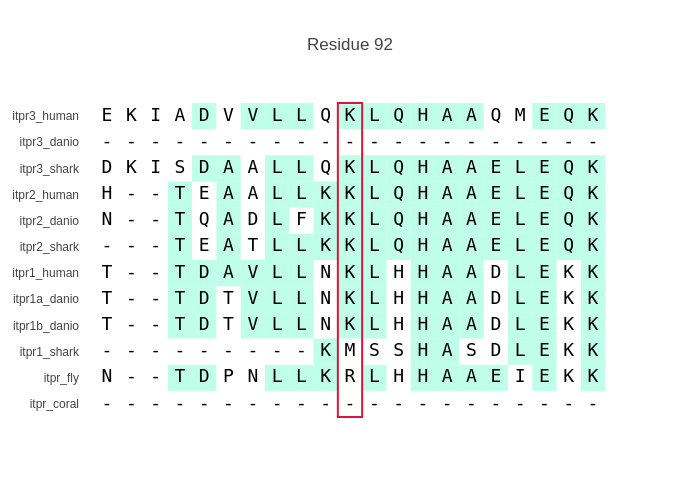 Residue 92
itpr3_human E K I A D V V L L Q K L Q H A A Q M E Q K
itpr3_danio - - - - - - - - - - - - - - - - - - - - -
itpr3_shark D K I S D A A L L Q K L Q H A A E L E Q K
itpr2_human H - - T E A A L L K K L Q H A A E L E Q K
itpr2_danio N - - T Q A D L F K K L Q H A A E L E Q K
itpr2_shark - - - T E A T L L K K L Q H A A E L E Q K
itpr1_human T - - T D A V L L N K L H H A A D L E K K
itpr1a_danio T - - T D T V L L N K L H H A A D L E K K
itpr1b_danio T - - T D T V L L N K L H H A A D L E K K
itpr1_shark - - - - - - - - - K M S S H A S D L E K K
itpr_fly N - - T D P N L L K R L H H A A E I E K K
itpr_coral - - - - - - - - - - - - - - - - - - - - -